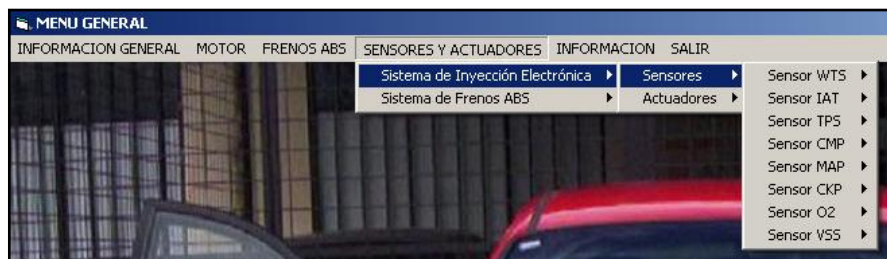 MENU GENERAL
INFORMACION GENERAL MOTOR FRENOS ABS SENSORES Y ACTUADORES INFORMACION SALIR
Sistema de Inyección Electrónica Sensores Sensor WTS
Sistema de Frenos ABS Actuadores Sensor IAT
Sensor TPS
Sensor CMP
Sensor MAP
Sensor CKP
Sensor O2
Sensor VSS